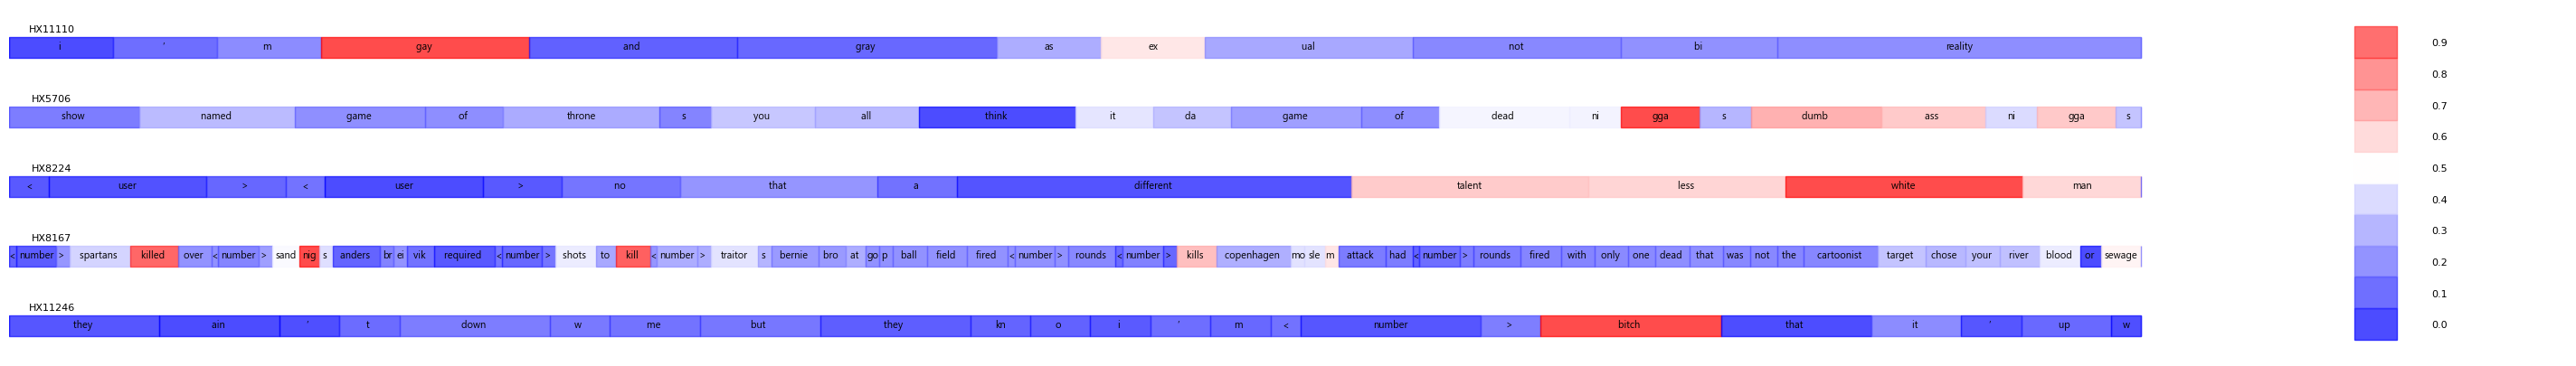 HX11110
i ' m gay and gray as ex ual not bi reality
HX5706
show named game of throne s you all think it da game of dead ni gga s dumb ass ni gga s
HX8224
< user > < user > no that a different talent less white man
HX8167
< number > spartans killed over < number > sand nig s anders br ei vik required < number > shots to kill < number > traitor s bernie bro at go p ball field fired < number > rounds < number > kills copenhagen mo sle m attack had < number > rounds fired with only one dead that was not the cartoonist target chose your river blood or sewage
HX11246
they ain ' t down w me but they kn o i ' m < number > bitch that it ' up w
0.9
0.8
0.7
0.6
0.5
0.4
0.3
0.2
0.1
0.0